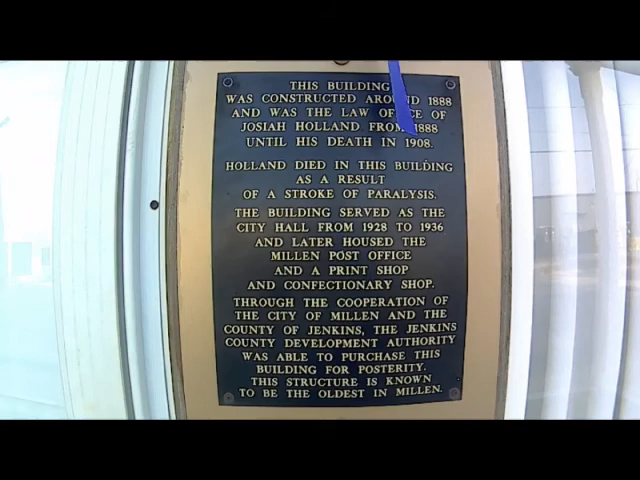 THIS BUILDING
WAS CONSTRUCTED AROUND 1888
AND WAS THE LAW OFFICE OF
JOSIAH HOLLAND FROM 1888
UNTIL HIS DEATH IN 1908.
HOLLAND DIED IN THIS BUILDING
AS A RESULT
OF A STROKE OF PARALYSIS.
THE BUILDING SERVED AS THE
CITY HALL FROM 1928 TO 1936
AND LATER HOUSED THE
MILLEN POST OFFICE
AND A PRINT SHOP
AND CONFECTIONARY SHOP.
THROUGH THE COOPERATION OF
THE CITY OF MILLEN AND THE
COUNTY OF JENKINS, THE JENKINS
COUNTY DEVELOPMENT AUTHORITY
WAS ABLE TO PURCHASE THIS
BUILDING FOR POSTERITY.
THIS STRUCTURE IS KNOWN
TO BE THE OLDEST IN MILLEN.